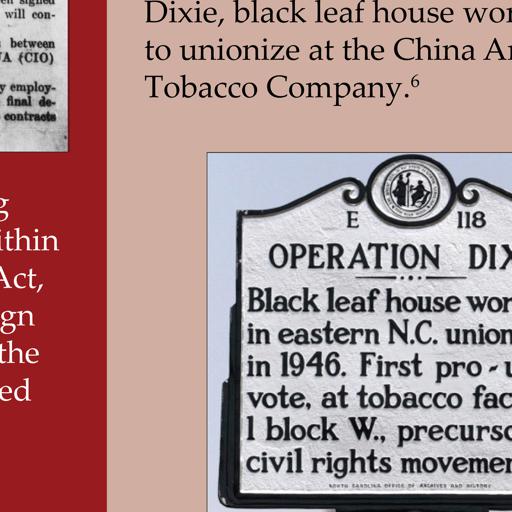 en signed
will con-
between
JA (CIO)
y employ-
final de-
contracts
g
ithin
Act,
gn
the
ed
Dixie, black leaf house wor
to unionize at the China Am
Tobacco Company.⁶
E 118
OPERATION DIX
Black leaf house wor
in eastern N.C. union
in 1946. First pro-u
vote, at tobacco fac
1 block W., precurso
civil rights movemen
NORTH CAROLINA OFFICE OF ARCHIVES AND HISTORY